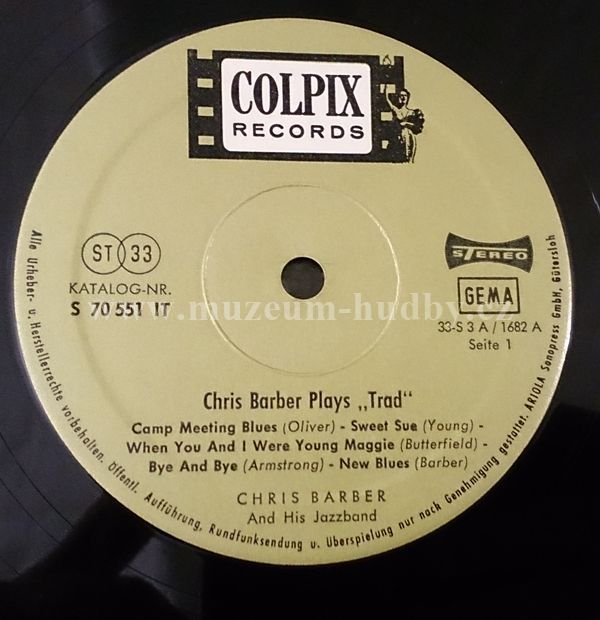 COLPIX
RECORDS
ST 33
KATALOG-NR.
S 70 551 IT
STEREO
GEMA
33-S 3 A / 1682 A
Seite 1
www.muzeum-hudby.cz
Chris Barber Plays „Trad“
Camp Meeting Blues (Oliver) - Sweet Sue (Young) -
When You And I Were Young Maggie (Butterfield) -
Bye And Bye (Armstrong) - New Blues (Barber)
CHRIS BARBER
And His Jazzband
Alle Urheber- u. Herstellerrechte vorbehalten. Öffentl. Aufführung, Rundfunksendung u. Überspielung nur nach Genehmigung gestattet. ARIOLA Sonopress GmbH, Gütersloh